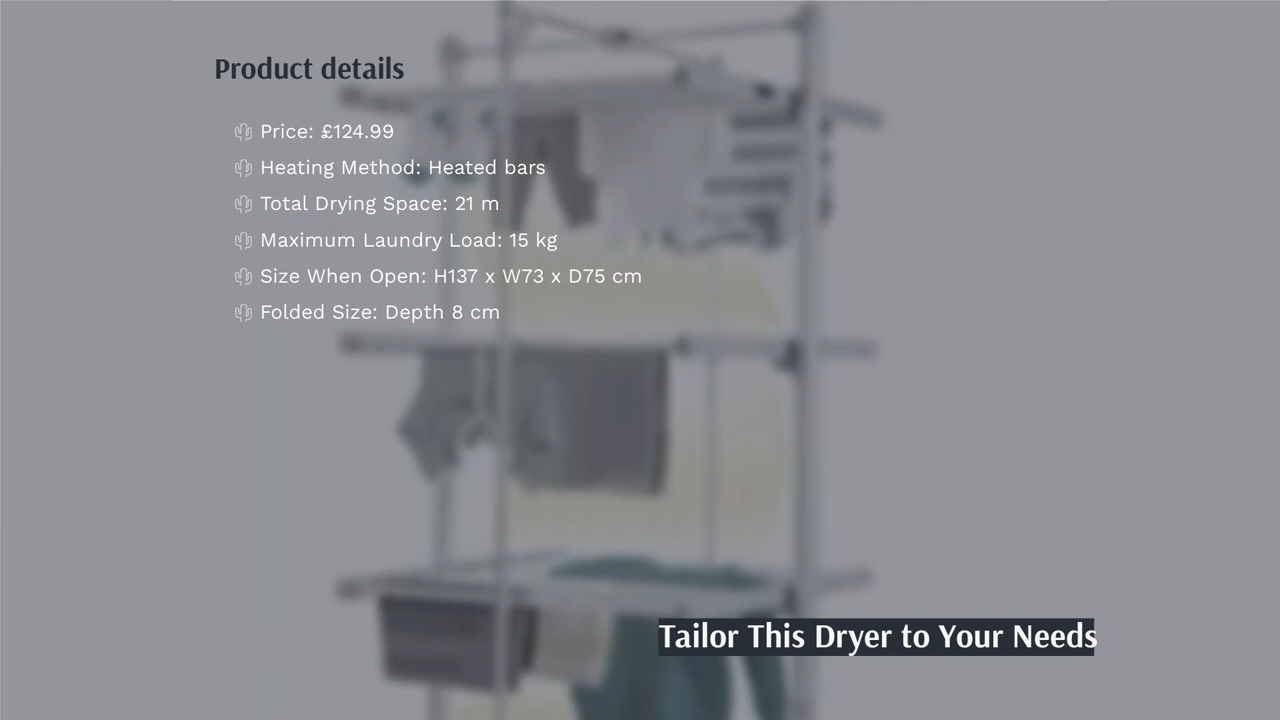 Product details
Price: £124.99
Heating Method: Heated bars
Total Drying Space: 21 m
Maximum Laundry Load: 15 kg
Size When Open: H137 x W73 x D75 cm
Folded Size: Depth 8 cm
Tailor This Dryer to Your Needs